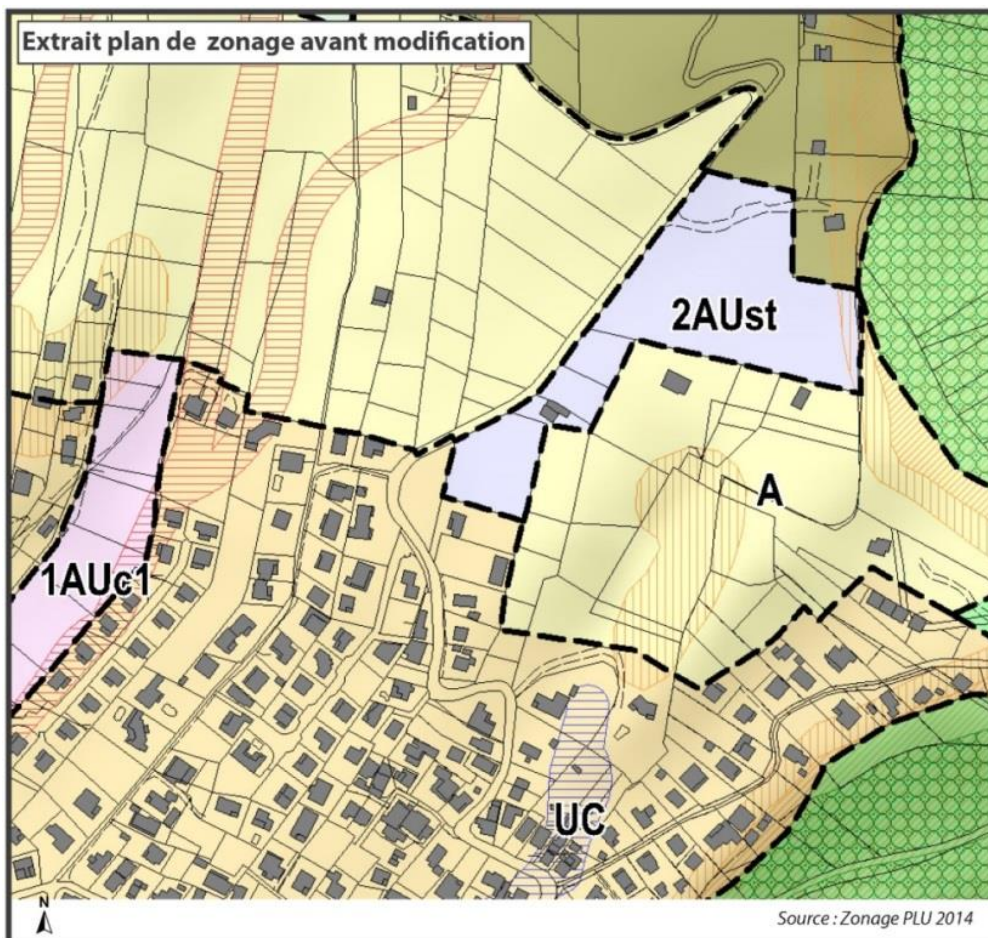 Extrait plan de zonage avant modification
2AUst
A
1AUc1
UC
N
Source : Zonage PLU 2014